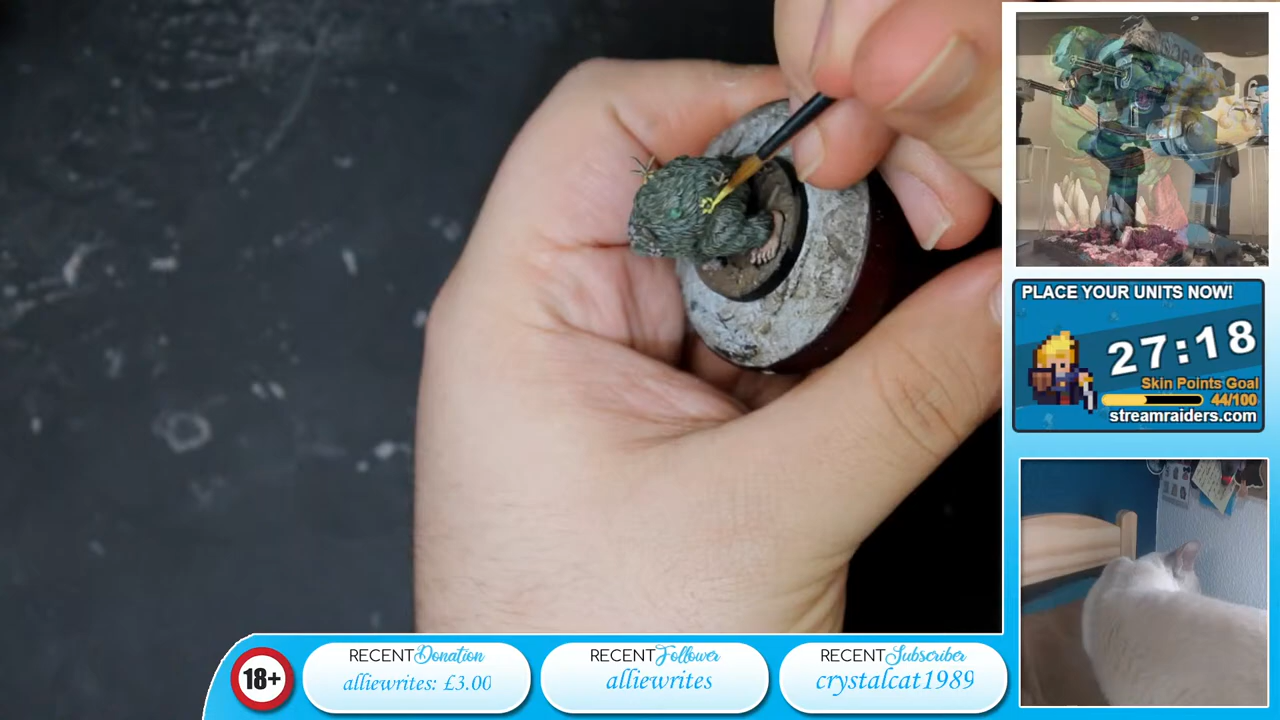 PLACE YOUR UNITS NOW!
27:18
Skin Points Goal
44/100
streamraiders.com
18+
RECENT Donation
alliewrites: £3.00
RECENT Follower
alliewrites
RECENT Subscriber
crystalcat1989